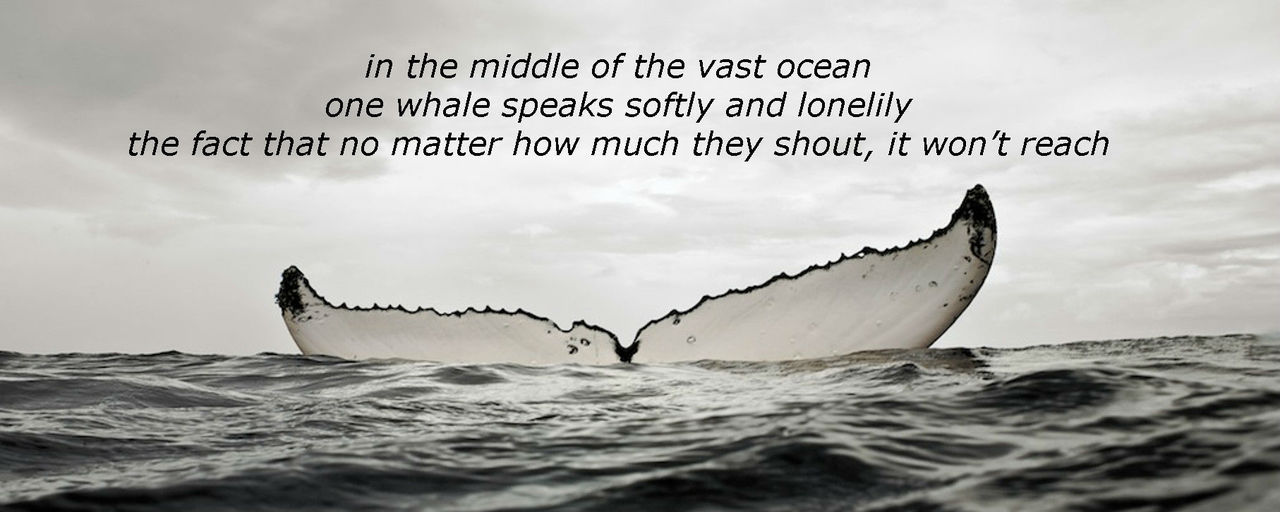 in the middle of the vast ocean
one whale speaks softly and lonelily
the fact that no matter how much they shout, it won’t reach